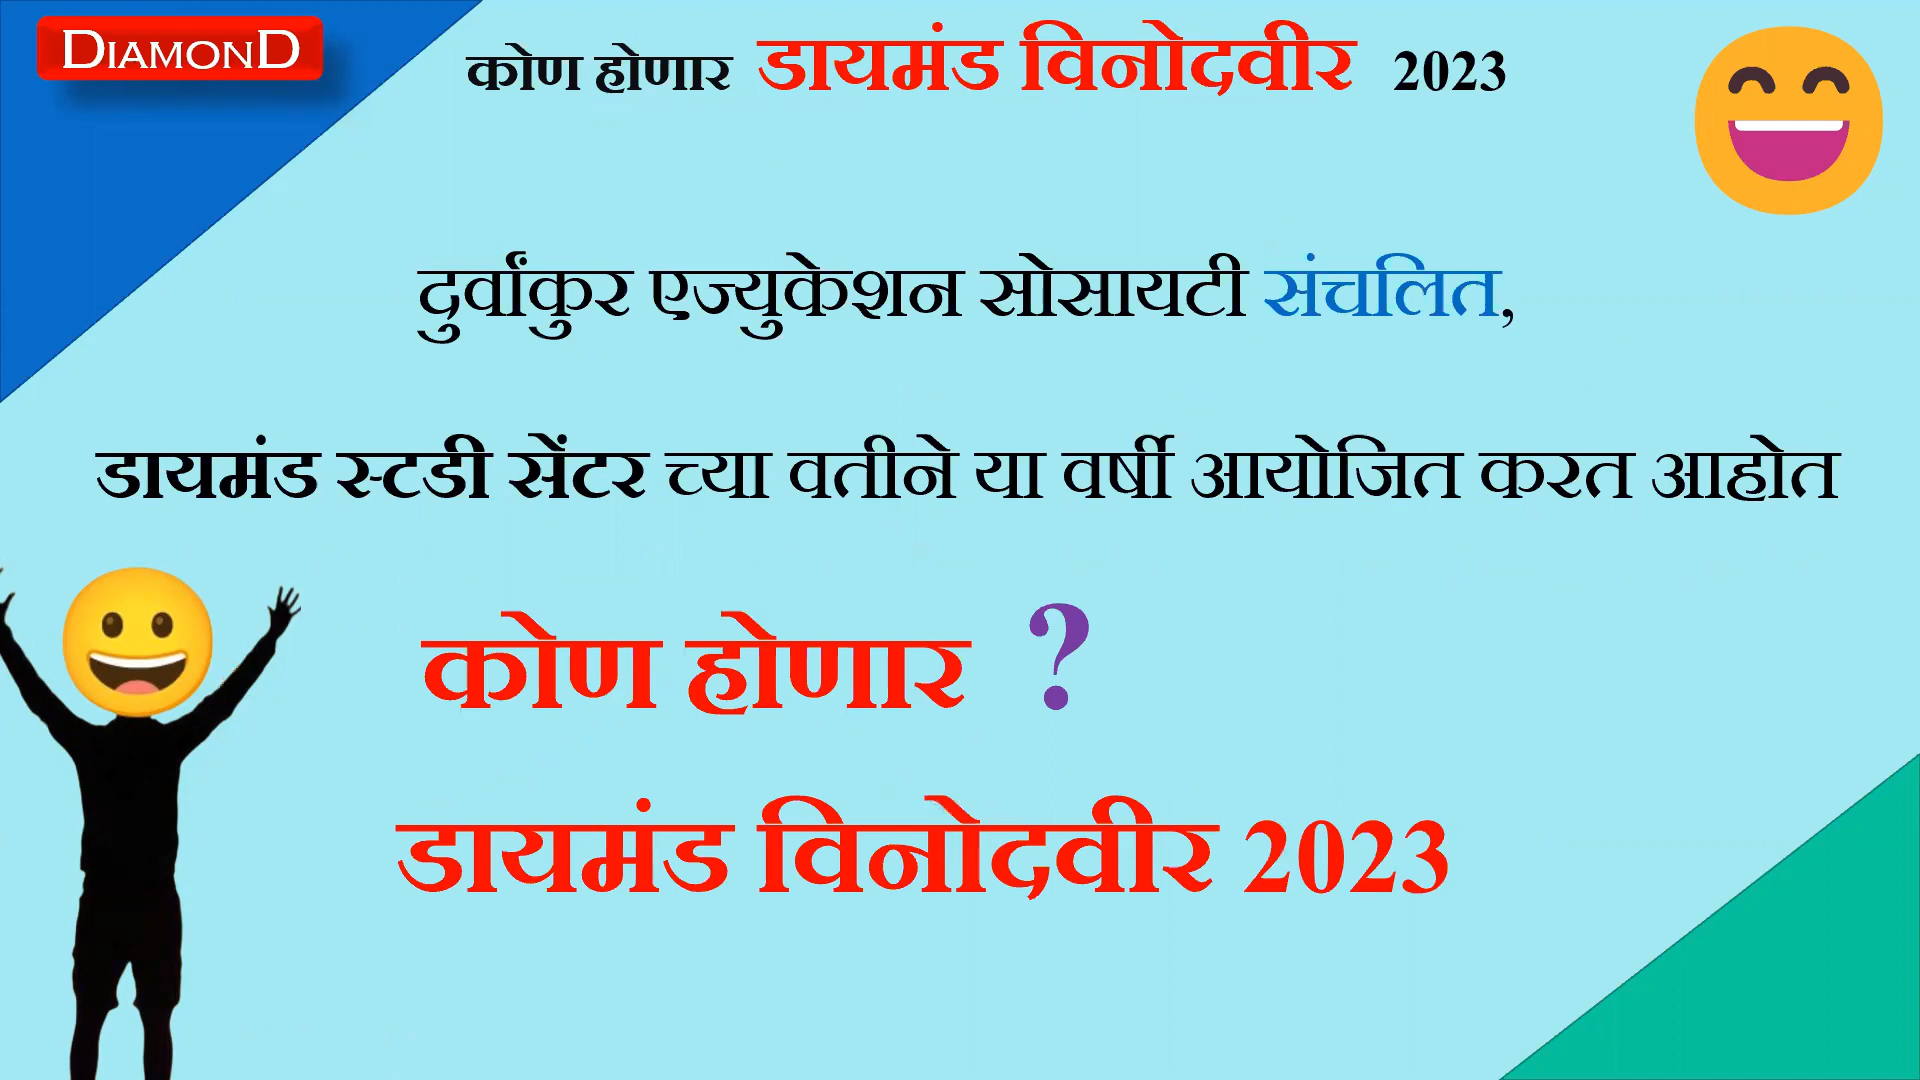 DIAMOND
कोण होणार डायमंड विनोदवीर 2023
दुर्वांकुर एज्युकेशन सोसायटी संचलित,
डायमंड स्टडी सेंटर च्या वतीने या वर्षी आयोजित करत आहोत
कोण होणार ?
डायमंड विनोदवीर 2023